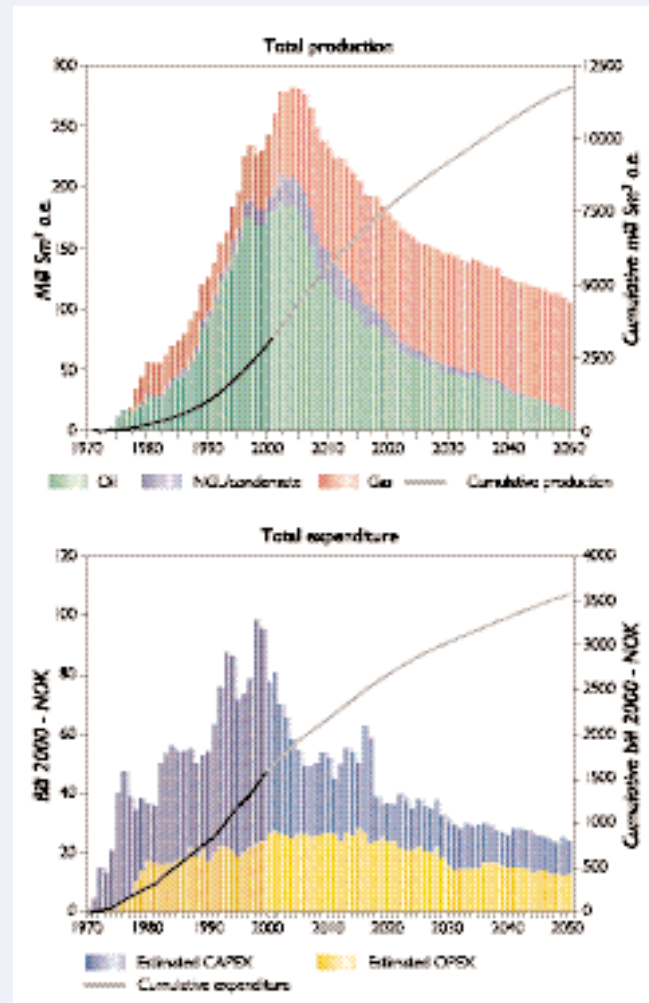 Total production
300
250
200
150
100
50
0
Mill Sm³ o.e.
12500
10000
7500
5000
2500
0
Cumulative mill Sm³ o.e.
1970 1980 1990 2000 2010 2020 2030 2040 2050
Oil NGL/condensate Gas Cumulative production
Total expenditure
120
100
80
60
40
20
0
Bill 2000 - NOK
4000
3500
3000
2500
2000
1500
1000
500
0
Cumulative bill 2000 - NOK
1970 1980 1990 2000 2010 2020 2030 2040 2050
Estimated CAPEX Estimated OPEX
Cumulative expenditure